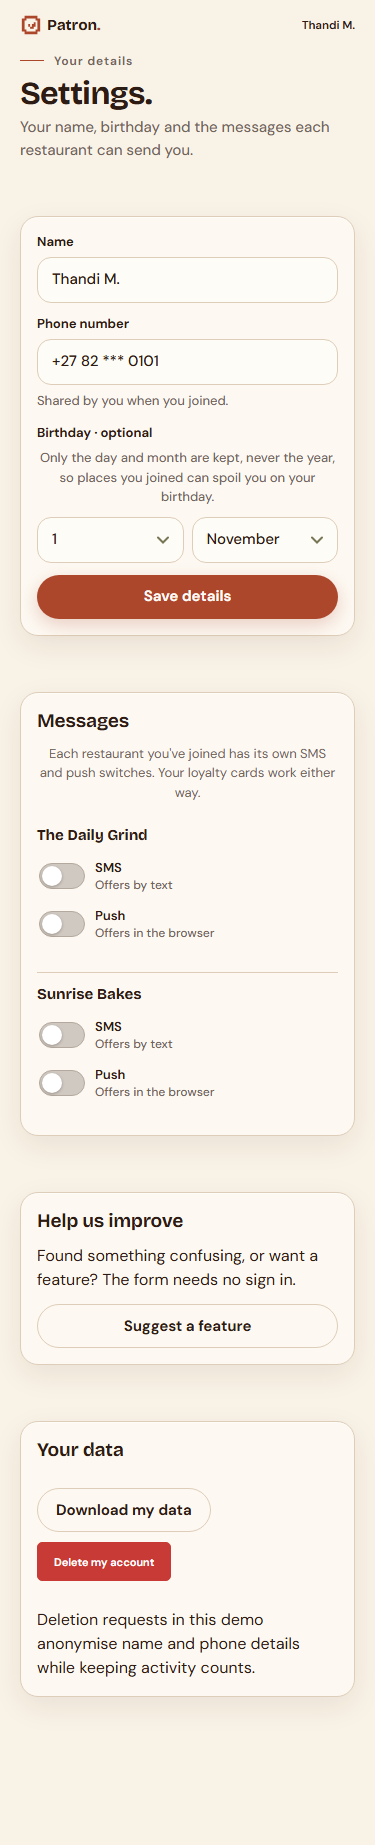 Patron.
Thandi M.
Your details
Settings.
Your name, birthday and the messages each
restaurant can send you.
Name
Thandi M.
Phone number
+27 82 *** 0101
Shared by you when you joined.
Birthday · optional
Only the day and month are kept, never the year,
so places you joined can spoil you on your
birthday.
1
November
Save details
Messages
Each restaurant you've joined has its own SMS
and push switches. Your loyalty cards work either
way.
The Daily Grind
SMS
Offers by text
Push
Offers in the browser
Sunrise Bakes
SMS
Offers by text
Push
Offers in the browser
Help us improve
Found something confusing, or want a
feature? The form needs no sign in.
Suggest a feature
Your data
Download my data
Delete my account
Deletion requests in this demo
anonymise name and phone details
while keeping activity counts.